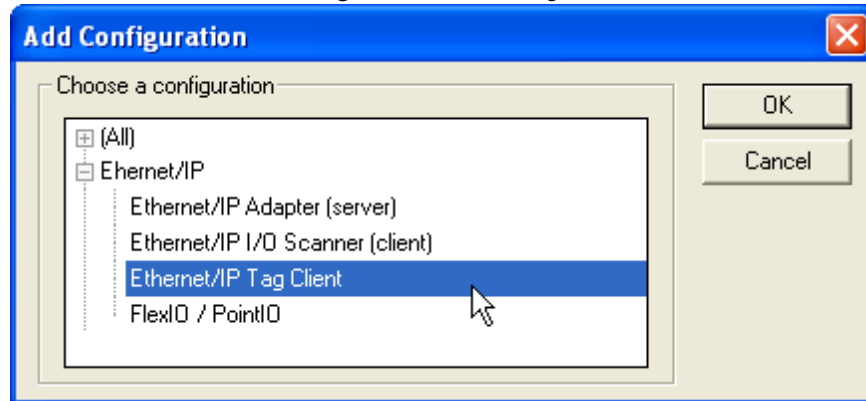 Add Configuration
Choose a configuration
OK
(All)
Cancel
Ehernet/IP
Ethernet/IP Adapter (server)
Ethernet/IP I/O Scanner (client)
Ethernet/IP Tag Client
FlexIO / PointIO